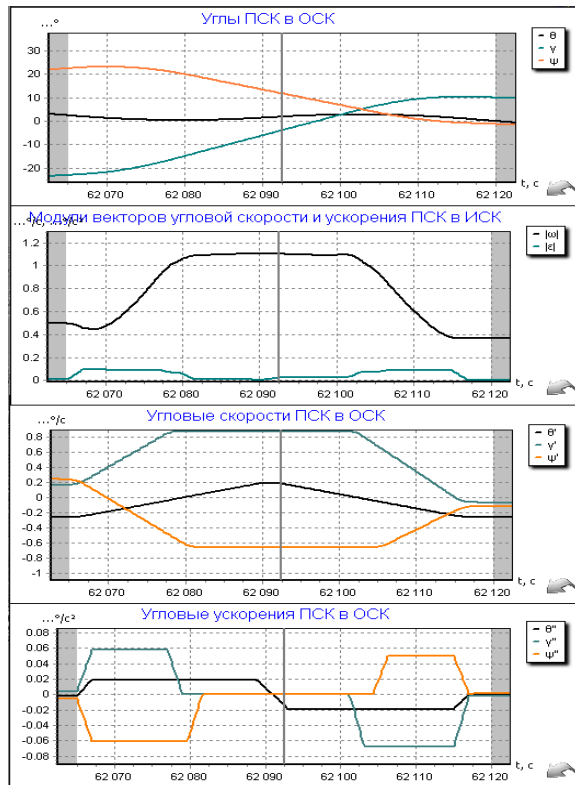 Углы ПСК в ОСК
...°
30
20
10
0
-10
-20
62 070 62 080 62 090 62 100 62 110 62 120
t, с
θ
γ
ψ
Модули векторов угловой скорости и ускорения ПСК в ИСК
1.2
1
0.8
0.6
0.4
0.2
0
62 070 62 080 62 090 62 100 62 110 62 120
t, с
|ω|
|ε|
Угловые скорости ПСК в ОСК
...°/с
0.8
0.6
0.4
0.2
0
-0.2
-0.4
-0.6
-0.8
-1
62 070 62 080 62 090 62 100 62 110 62 120
t, с
θ'
γ'
ψ'
Угловые ускорения ПСК в ОСК
...°/с²
0.08
0.06
0.04
0.02
0
-0.02
-0.04
-0.06
-0.08
62 070 62 080 62 090 62 100 62 110 62 120
t, с
θ''
γ''
ψ''